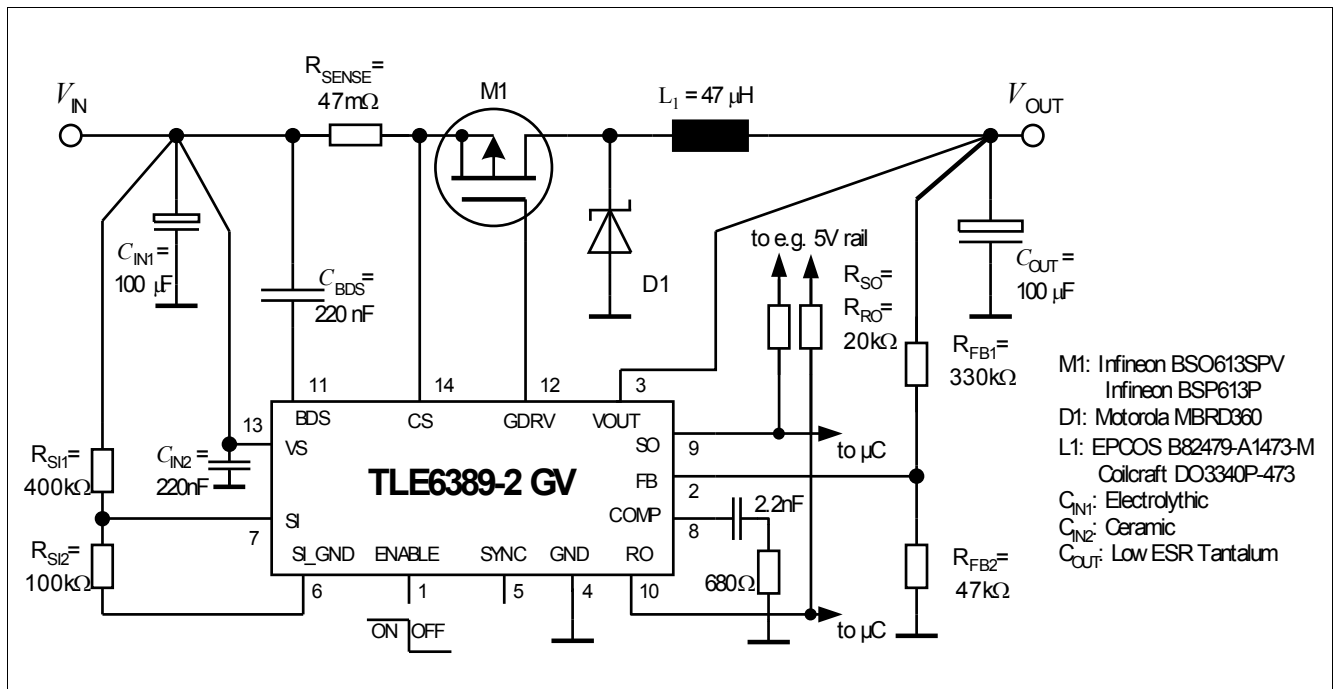 R_SENSE=
47mΩ
M1
L₁ = 47 µH
V_IN
V_OUT
C_IN1=
100 µF
C_BDS=
220 nF
D1
to e.g. 5V rail
R_SO=
R_RO=
20kΩ
C_OUT=
100 µF
R_FB1=
330kΩ
M1: Infineon BSO613SPV
Infineon BSP613P
D1: Motorola MBRD360
L1: EPCOS B82479-A1473-M
Coilcraft DO3340P-473
C_IN1: Electrolythic
C_IN2: Ceramic
C_OUT: Low ESR Tantalum
11
14
12
3
BDS
CS
GDRV
VOUT
13
VS
SO
9
to µC
R_SI1=
400kΩ
C_IN2=
220nF
TLE6389-2 GV
FB
2
2.2nF
COMP
8
SI
7
R_SI2=
100kΩ
SI_GND
ENABLE
SYNC
GND
RO
6
1
5
4
10
680Ω
R_FB2=
47kΩ
ON
OFF
to µC